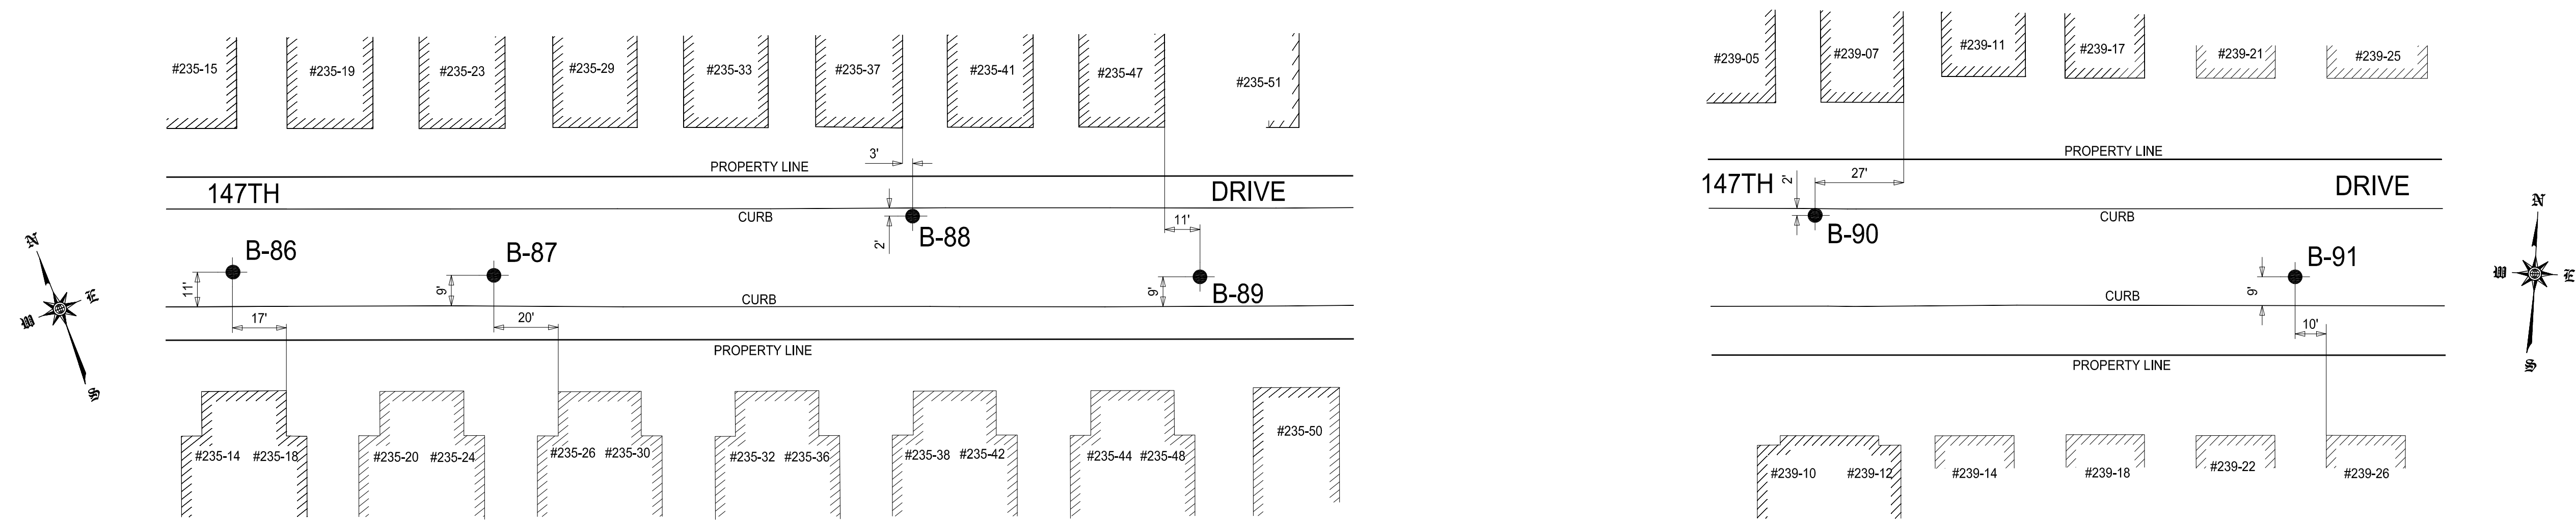 #235-15 #235-19 #235-23 #235-29 #235-33 #235-37 #235-41 #235-47 #235-51
3'
PROPERTY LINE
147TH DRIVE
CURB
2'
B-88
11'
N
E
W
S
B-86
11'
B-87
9'
9'
B-89
CURB
17'
20'
PROPERTY LINE
#235-14 #235-18 #235-20 #235-24 #235-26 #235-30 #235-32 #235-36 #235-38 #235-42 #235-44 #235-48 #235-50
#239-05 #239-07 #239-11 #239-17 #239-21 #239-25
PROPERTY LINE
147TH DRIVE
2'
27'
CURB
B-90
B-91
N
W
E
S
9'
CURB
10'
PROPERTY LINE
#239-10 #239-12 #239-14 #239-18 #239-22 #239-26